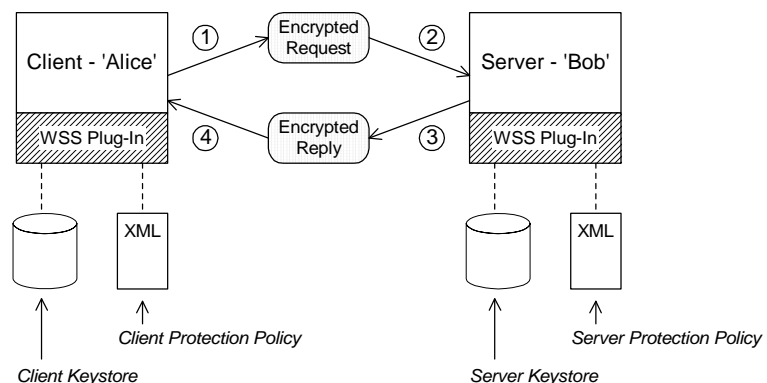 1
Encrypted
Request
2
Client - 'Alice'
Server - 'Bob'
4
Encrypted
Reply
3
WSS Plug-In
WSS Plug-In
XML
XML
Client Protection Policy
Server Protection Policy
Client Keystore
Server Keystore